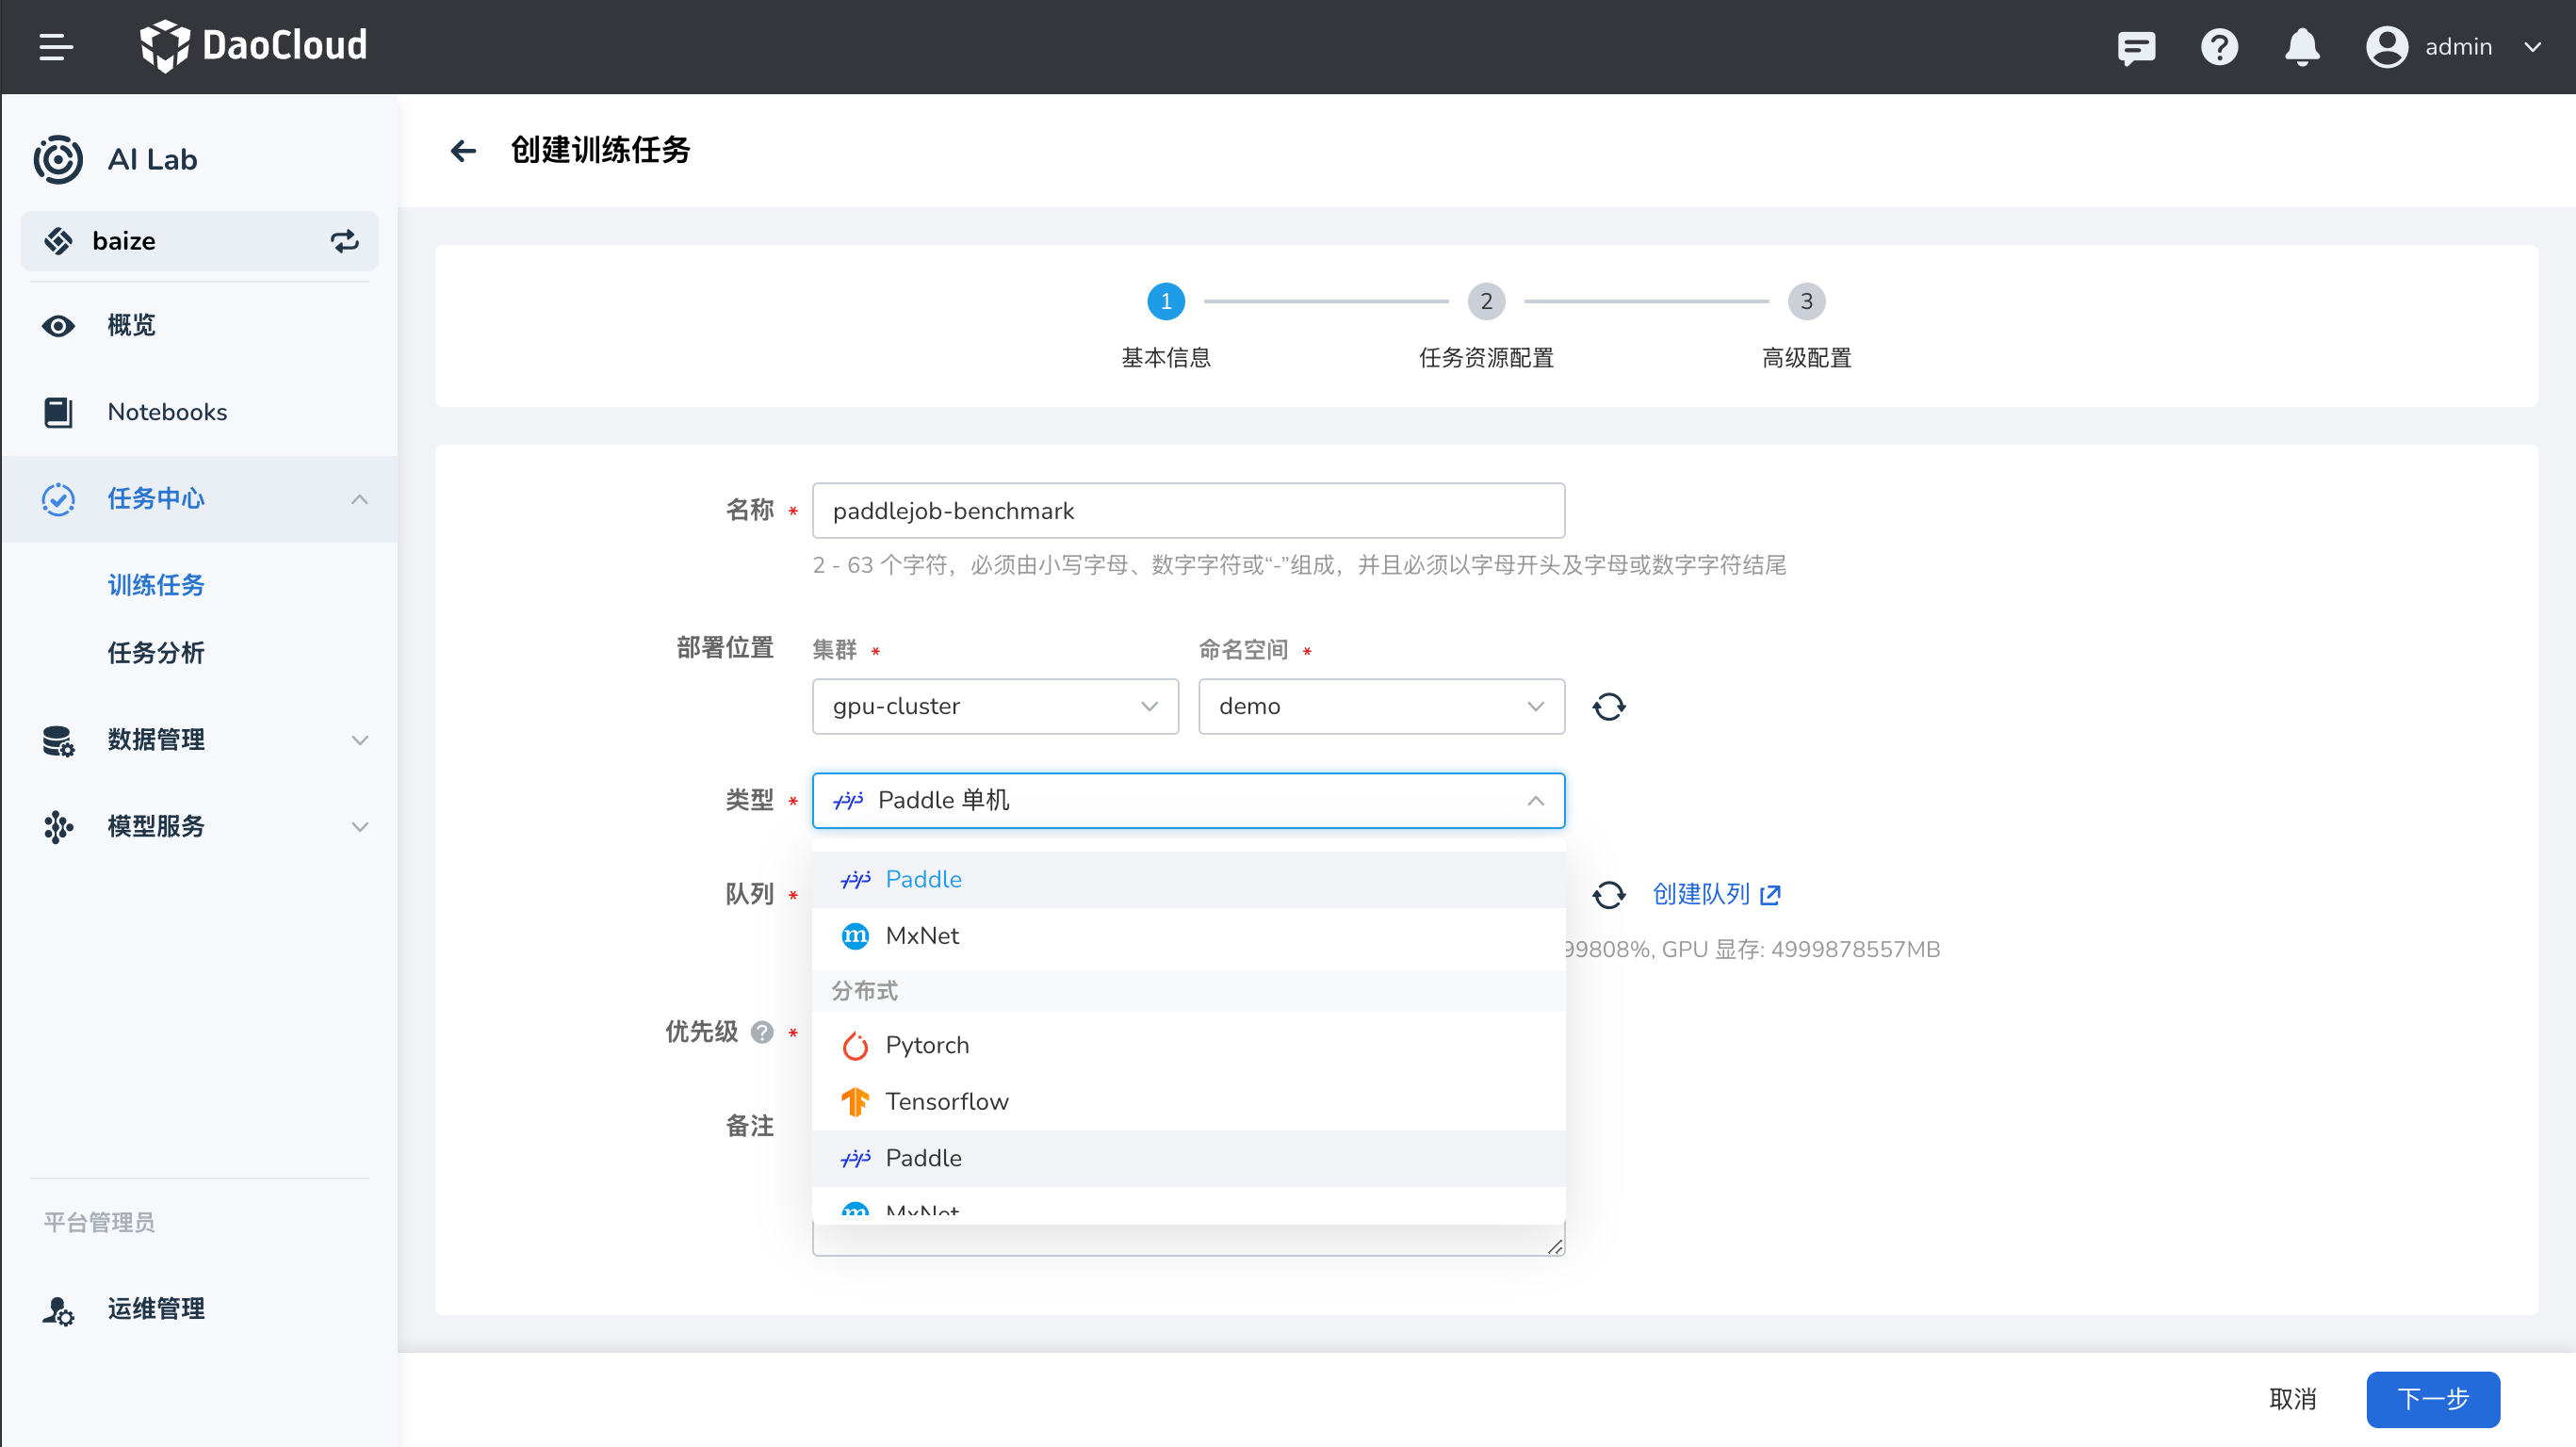 DaoCloud
admin
AI Lab
baize
概览
Notebooks
任务中心
训练任务
任务分析
数据管理
模型服务
平台管理员
运维管理
创建训练任务
1
2
3
基本信息
任务资源配置
高级配置
名称 *
paddlejob-benchmark
2 - 63 个字符，必须由小写字母、数字字符或“-”组成，并且必须以字母开头及字母或数字字符结尾
部署位置
集群 *
命名空间 *
gpu-cluster
demo
类型 *
Paddle 单机
Paddle
MxNet
分布式
Pytorch
Tensorflow
Paddle
MxNet
队列 *
创建队列
99808%, GPU 显存: 4999878557MB
优先级 ? *
备注
取消
下一步